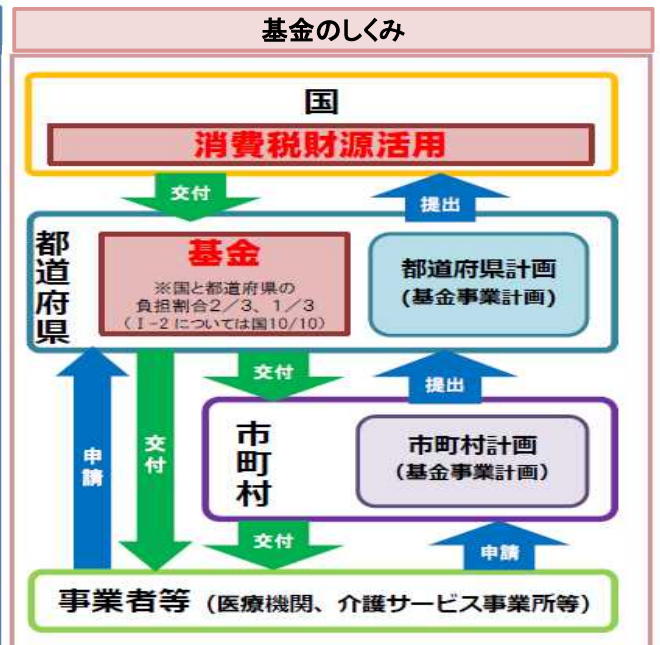 基金のしくみ
国
消費税財源活用
交付
提出
都道府県
基金
※国と都道府県の
負担割合2/3、1/3
(Ⅰ-2については国10/10)
都道府県計画
(基金事業計画)
交付
提出
申請
交付
市町村
市町村計画
(基金事業計画)
交付
申請
事業者等 (医療機関、介護サービス事業所等)